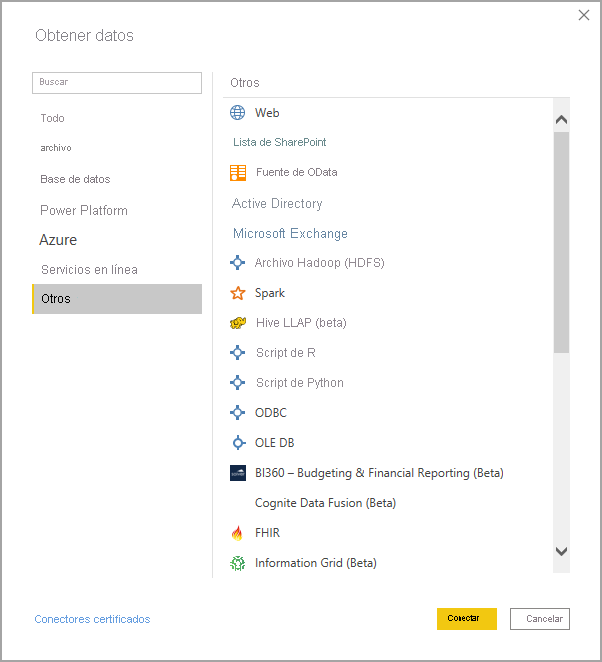 Obtener datos
Buscar
Todo
archivo
Base de datos
Power Platform
Azure
Servicios en línea
Otros
Otros
Web
Lista de SharePoint
Fuente de OData
Active Directory
Microsoft Exchange
Archivo Hadoop (HDFS)
Spark
Hive LLAP (beta)
Script de R
Script de Python
ODBC
OLE DB
BI360 – Budgeting & Financial Reporting (Beta)
Cognite Data Fusion (Beta)
FHIR
Information Grid (Beta)
Conectores certificados
Conectar
Cancelar